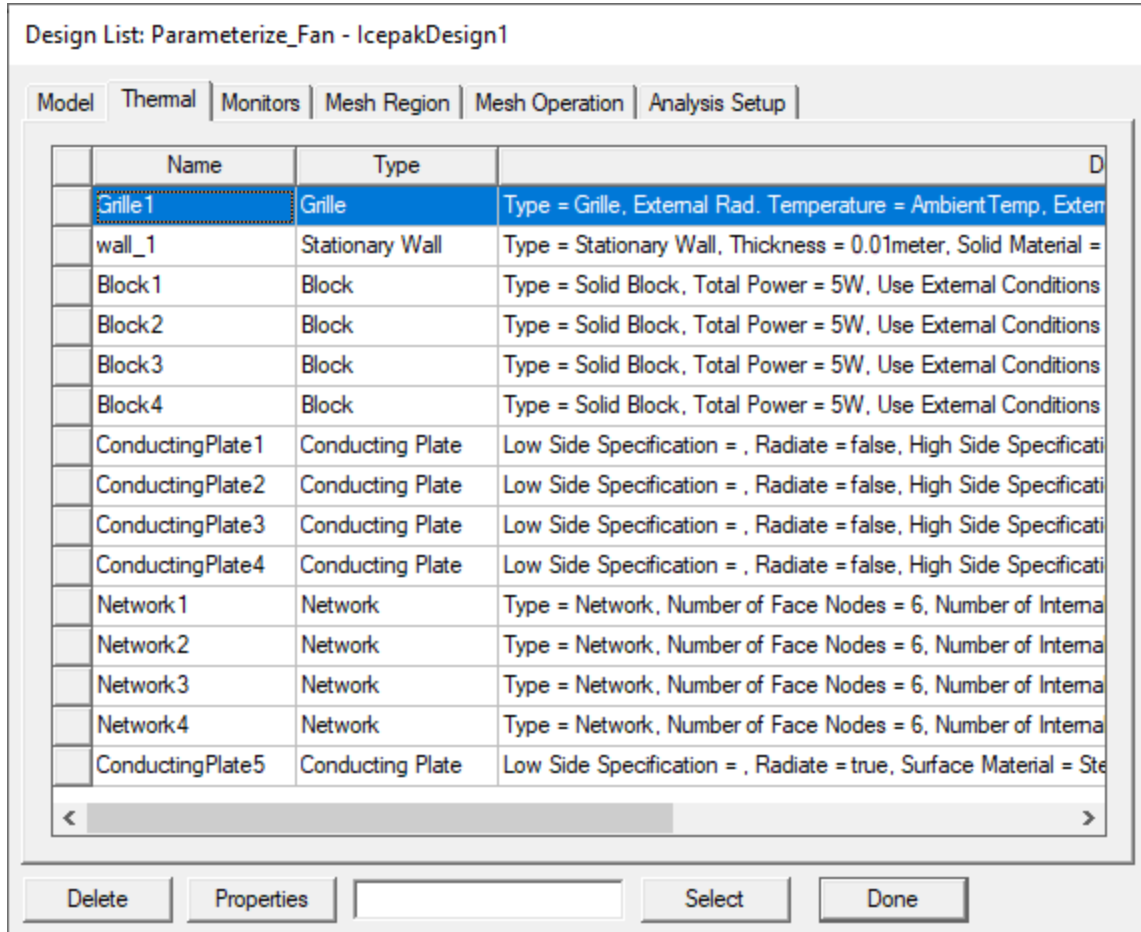 Design List: Parameterize_Fan - IcepakDesign1
Model Thermal Monitors Mesh Region Mesh Operation Analysis Setup
Name Type D
Grille1 Grille Type = Grille, External Rad. Temperature = AmbientTemp, Exter
wall_1 Stationary Wall Type = Stationary Wall, Thickness = 0.01meter, Solid Material =
Block1 Block Type = Solid Block, Total Power = 5W, Use External Conditions
Block2 Block Type = Solid Block, Total Power = 5W, Use External Conditions
Block3 Block Type = Solid Block, Total Power = 5W, Use External Conditions
Block4 Block Type = Solid Block, Total Power = 5W, Use External Conditions
ConductingPlate1 Conducting Plate Low Side Specification = , Radiate =false, High Side Specificati
ConductingPlate2 Conducting Plate Low Side Specification = , Radiate =false, High Side Specificati
ConductingPlate3 Conducting Plate Low Side Specification = , Radiate =false, High Side Specificati
ConductingPlate4 Conducting Plate Low Side Specification = , Radiate =false, High Side Specificati
Network1 Network Type = Network, Number of Face Nodes = 6, Number of Internal
Network2 Network Type = Network, Number of Face Nodes = 6, Number of Internal
Network3 Network Type = Network, Number of Face Nodes = 6, Number of Internal
Network4 Network Type = Network, Number of Face Nodes = 6, Number of Internal
ConductingPlate5 Conducting Plate Low Side Specification = , Radiate =true, Surface Material = Ste
Delete Properties Select Done